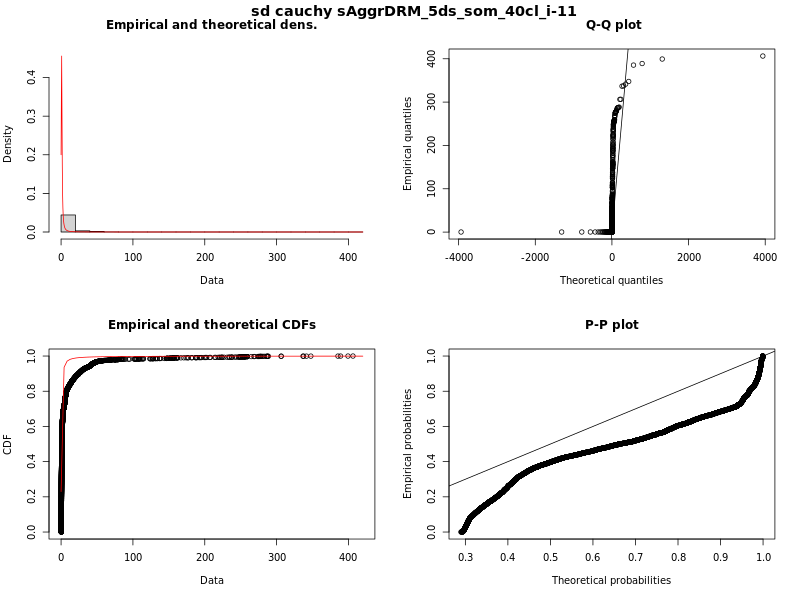 sd cauchy sAggrDRM_5ds_som_40cl_i-11
Empirical and theoretical dens.
Density
0.0 0.1 0.2 0.3 0.4
0 100 200 300 400
Data
Q-Q plot
Empirical quantiles
0 100 200 300 400
-4000 -2000 0 2000 4000
Theoretical quantiles
Empirical and theoretical CDFs
CDF
0.0 0.2 0.4 0.6 0.8 1.0
0 100 200 300 400
Data
P-P plot
Empirical probabilities
0.0 0.2 0.4 0.6 0.8 1.0
0.3 0.4 0.5 0.6 0.7 0.8 0.9 1.0
Theoretical probabilities